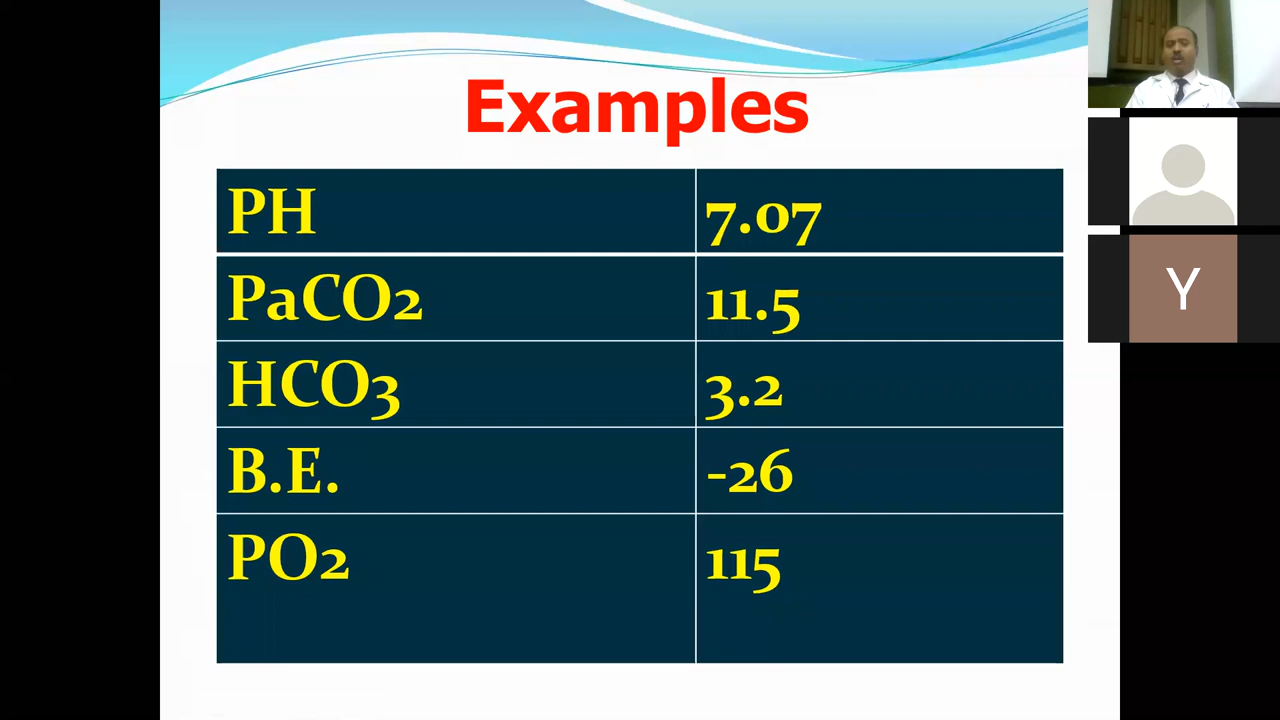 Examples
PH 7.07
PaCO2 11.5
HCO3 3.2
B.E. -26
PO2 115
Y